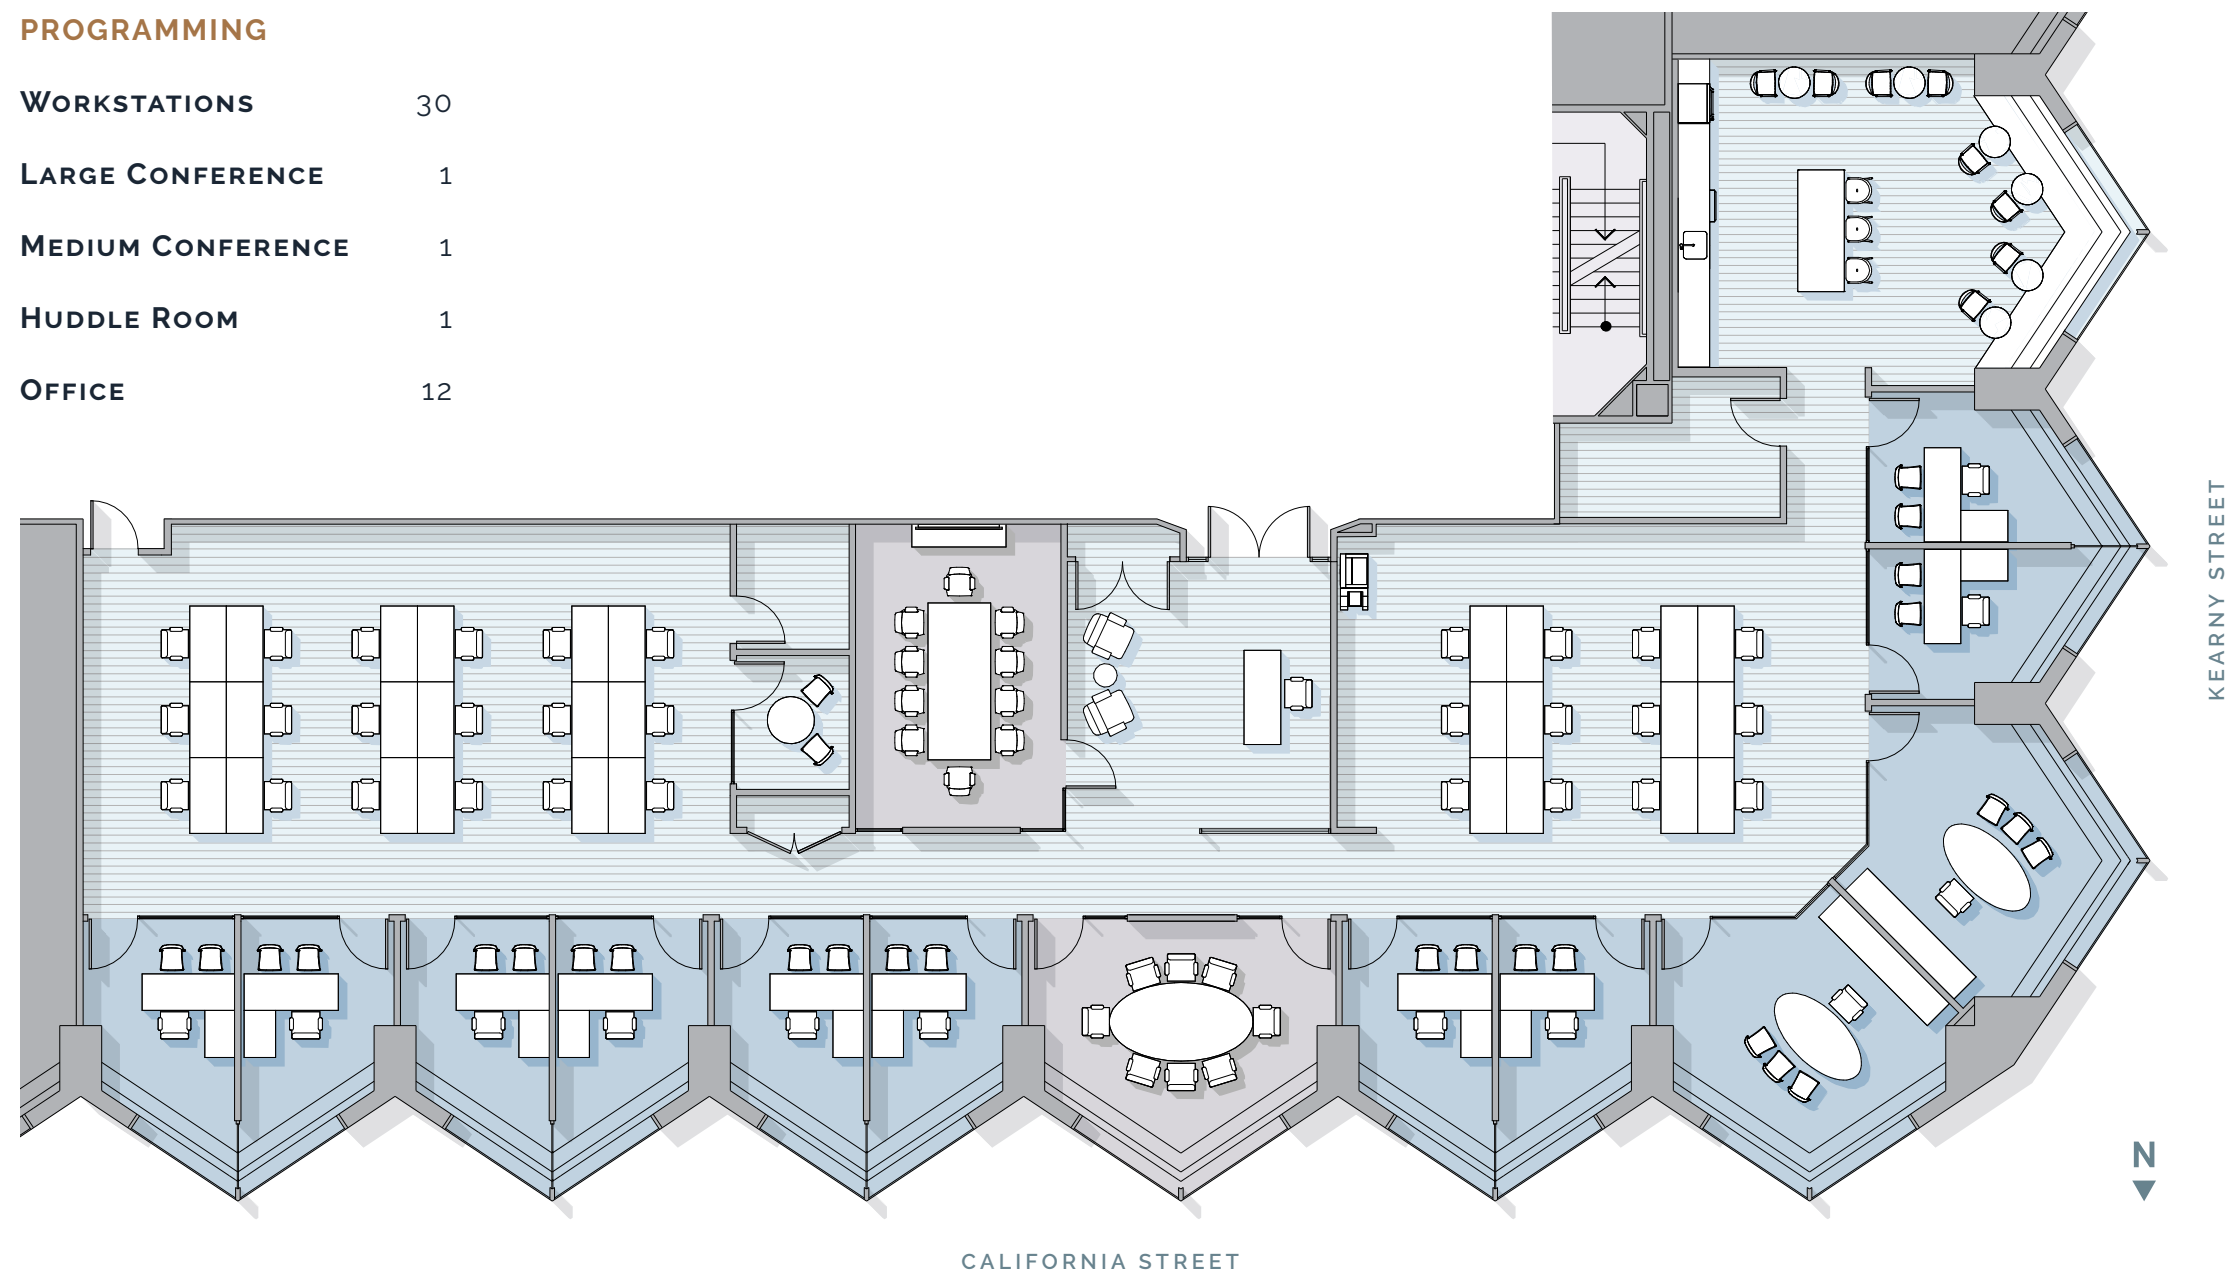 PROGRAMMING
WORKSTATIONS 30
LARGE CONFERENCE 1
MEDIUM CONFERENCE 1
HUDDLE ROOM 1
OFFICE 12
KEARNY STREET
N
CALIFORNIA STREET